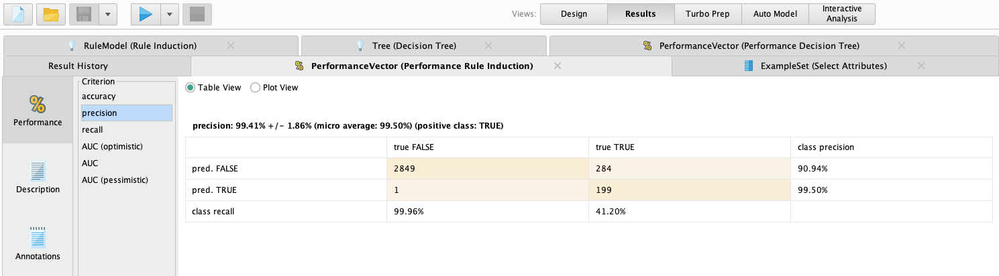 Views: Design Results Turbo Prep Auto Model Interactive Analysis
RuleModel (Rule Induction) Tree (Decision Tree) % PerformanceVector (Performance Decision Tree)
Result History % PerformanceVector (Performance Rule Induction) ExampleSet (Select Attributes)
%
Performance
Description
Annotations
Criterion
accuracy
precision
recall
AUC (optimistic)
AUC
AUC (pessimistic)
Table View Plot View
precision: 99.41% +/- 1.86% (micro average: 99.50%) (positive class: TRUE)
true FALSE true TRUE class precision
pred. FALSE 2849 284 90.94%
pred. TRUE 1 199 99.50%
class recall 99.96% 41.20%